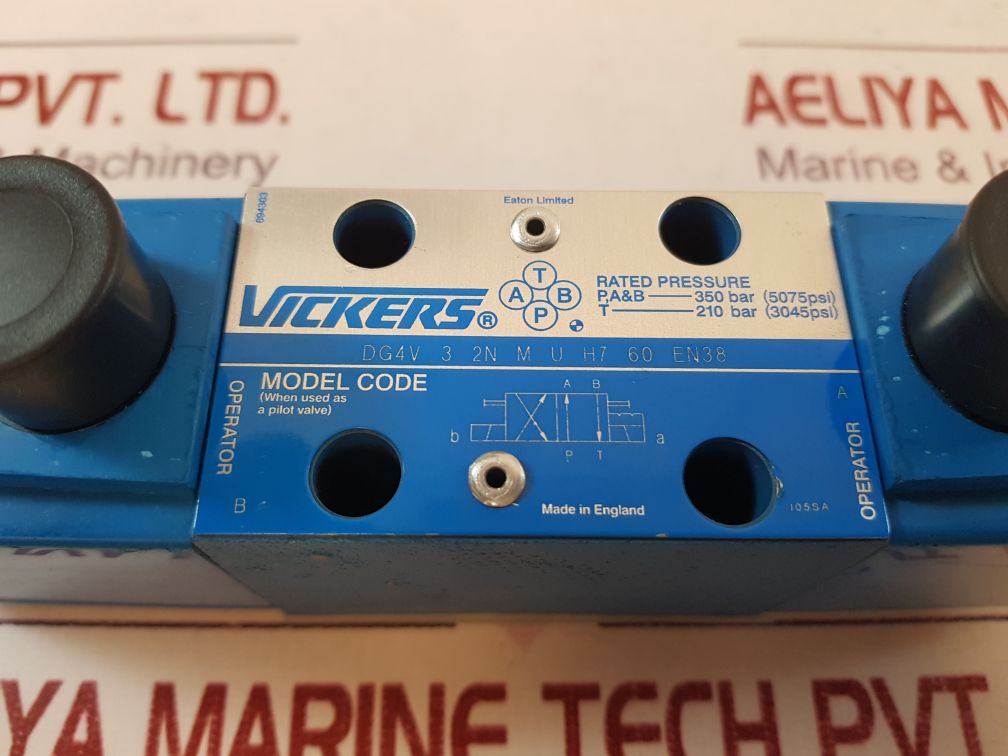 PVT. LTD.
AELIYA M
& Machinery
Marine & In
694303
Eaton Limited
VICKERS®
T
A B
P
RATED PRESSURE
P,A&B — 350 bar (5075psi)
T — 210 bar (3045psi)
DG4V 3 2N M U H7 60 EN38
MODEL CODE
(When used as
a pilot valve)
OPERATOR
B
A B
b a
P T
A
OPERATOR
Made in England
105SA
IYA MARINE TECH PVT